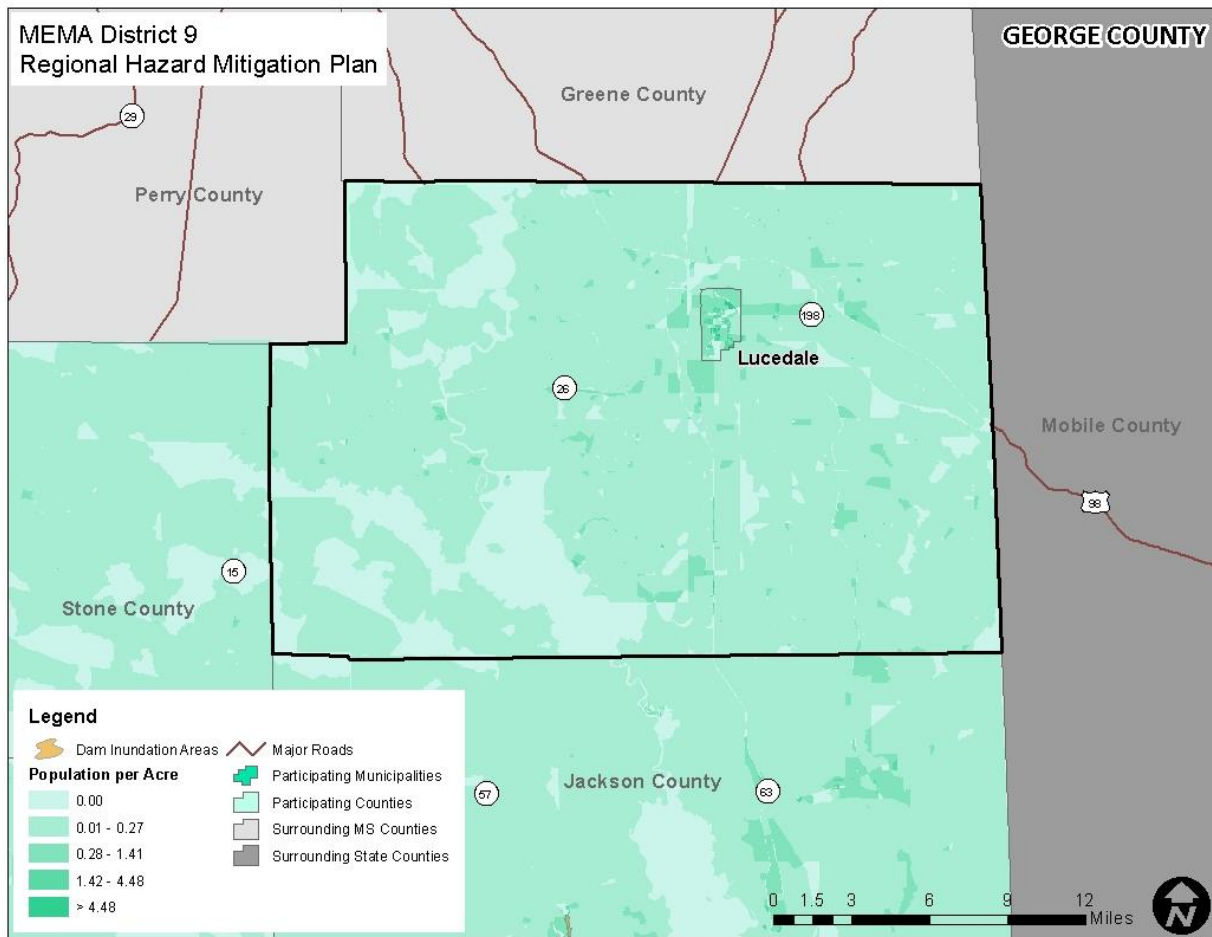 MEMA District 9
Regional Hazard Mitigation Plan
GEORGE COUNTY
Greene County
29
Perry County
198
Lucedale
26
Mobile County
98
15
Stone County
Jackson County
57
63
Legend
Dam Inundation Areas
Population per Acre
0.00
0.01 - 0.27
0.28 - 1.41
1.42 - 4.48
> 4.48
Major Roads
Participating Municipalities
Participating Counties
Surrounding MS Counties
Surrounding State Counties
0 1.5 3 6 9 12
Miles
N